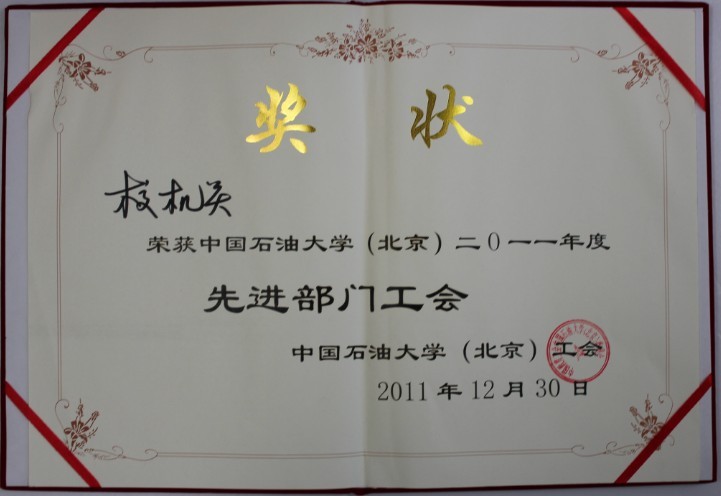 奖 状
校机关
荣获中国石油大学（北京）二0一一年度
先进部门工会
中国石油大学（北京）工会
2011年12月30日